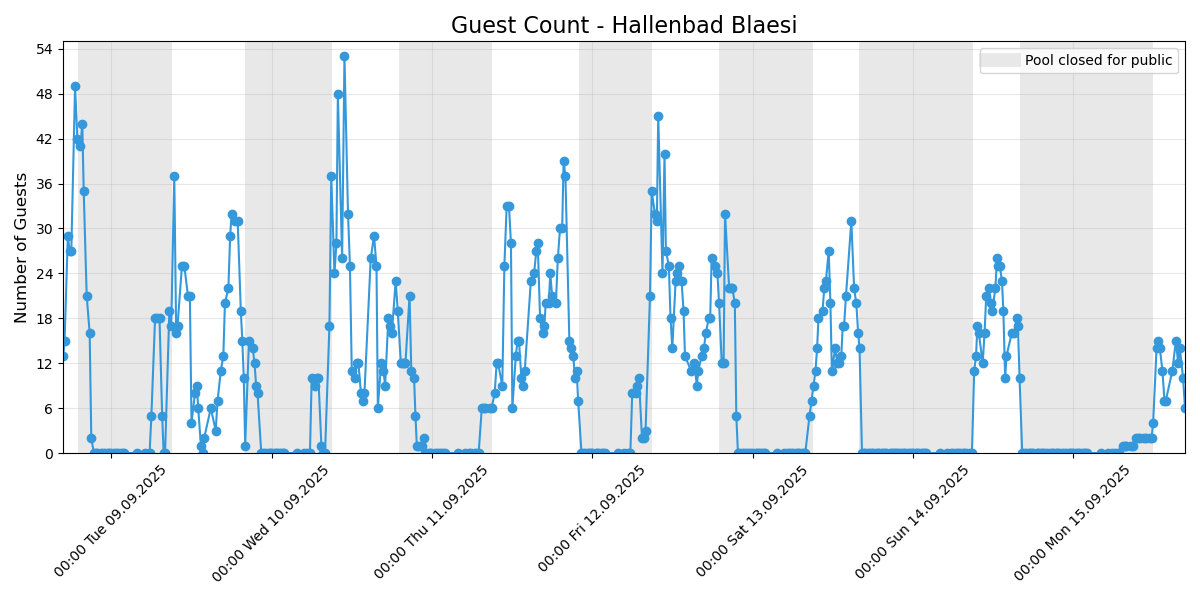 Guest Count - Hallenbad Blaesi
Pool closed for public
Number of Guests
54
48
42
36
30
24
18
12
6
0
00:00 Tue 09.09.2025
00:00 Wed 10.09.2025
00:00 Thu 11.09.2025
00:00 Fri 12.09.2025
00:00 Sat 13.09.2025
00:00 Sun 14.09.2025
00:00 Mon 15.09.2025